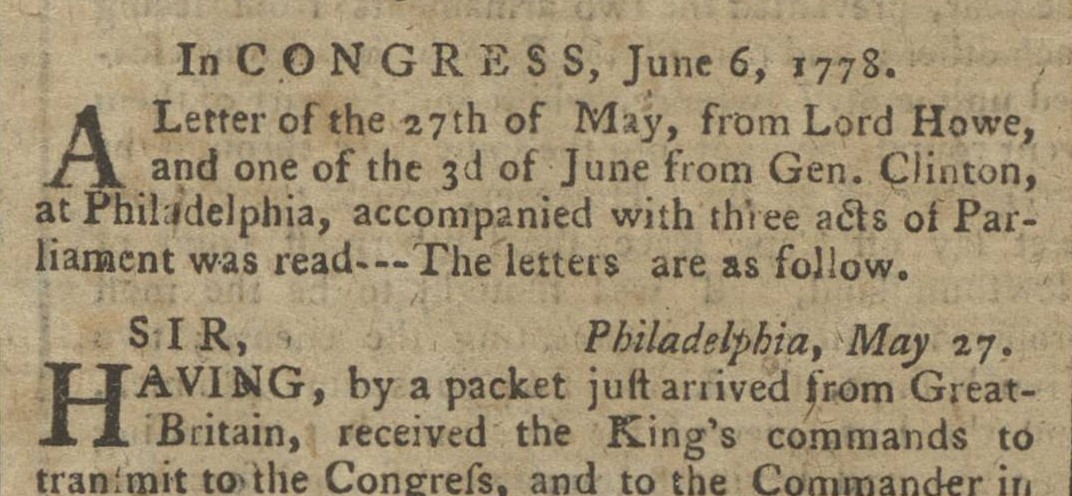 In CONGRESS, June 6, 1778.
A Letter of the 27th of May, from Lord Howe,
and one of the 3d of June from Gen. Clinton,
at Philadelphia, accompanied with three acts of Par-
liament was read---The letters are as follow.
SIR, Philadelphia, May 27.
HAVING, by a packet juſt arrived from Great-
Britain, received the King's commands to
tranſmit to the Congreſs, and to the Commander in